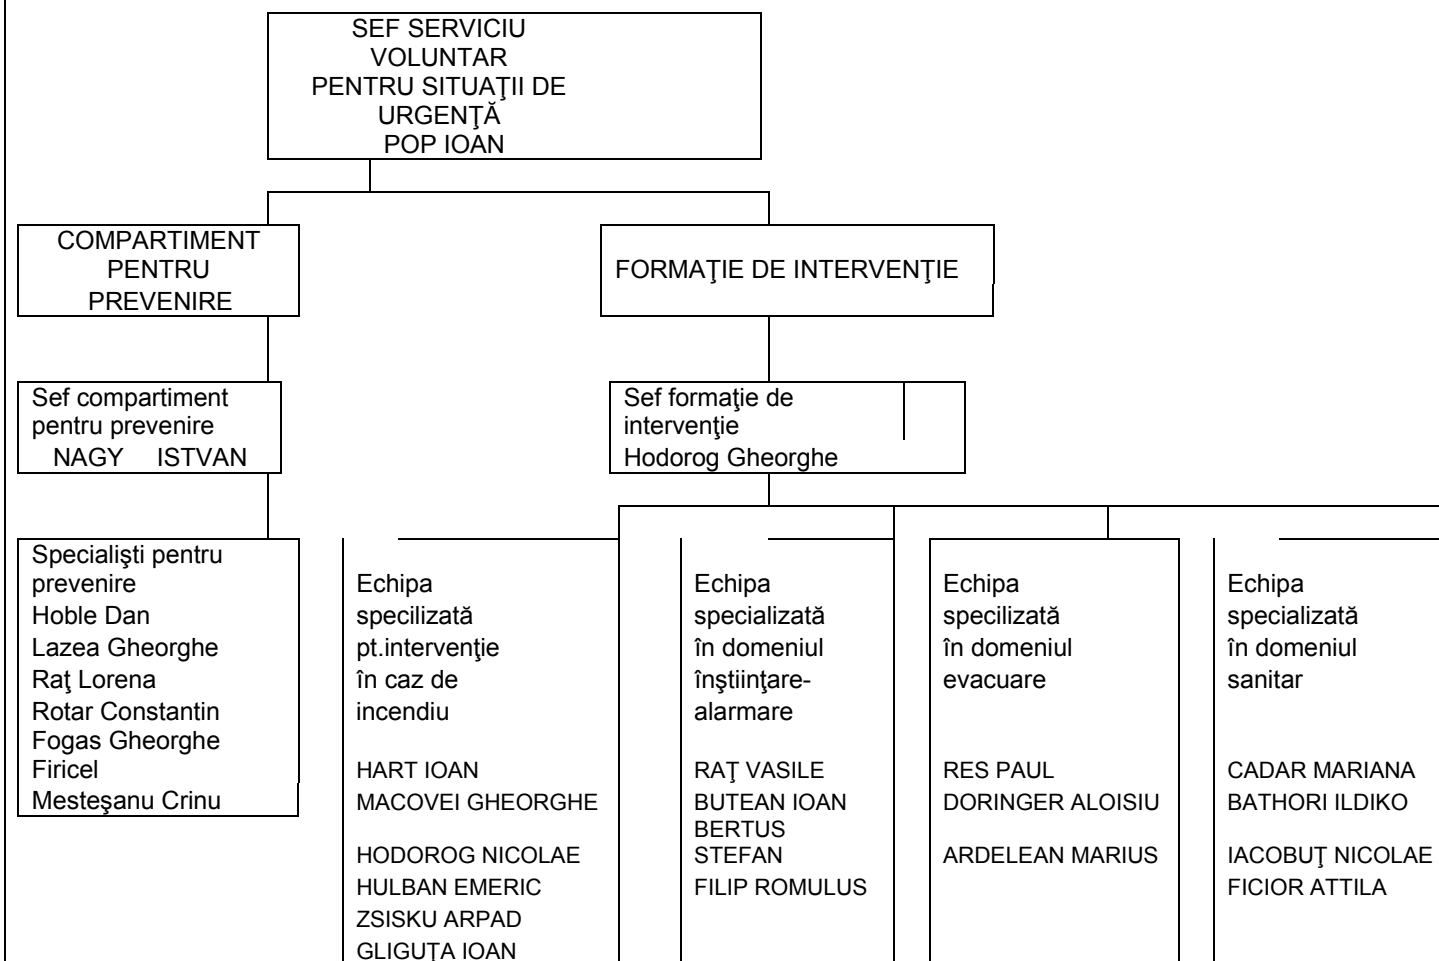 SEF SERVICIU
VOLUNTAR
PENTRU SITUAŢII DE
URGENŢĂ
POP IOAN
COMPARTIMENT
PENTRU
PREVENIRE
FORMAŢIE DE INTERVENŢIE
Sef compartiment
pentru prevenire
NAGY ISTVAN
Sef formaţie de
intervenţie
Hodorog Gheorghe
Specialişti pentru
prevenire
Hoble Dan
Lazea Gheorghe
Raţ Lorena
Rotar Constantin
Fogas Gheorghe
Firicel
Mesteşanu Crinu
Echipa
specilizată
pt.intervenţie
în caz de
incendiu
HART IOAN
MACOVEI GHEORGHE
HODOROG NICOLAE
HULBAN EMERIC
ZSISKU ARPAD
GLIGUŢA IOAN
Echipa
specializată
în domeniul
înştiinţare-
alarmare
RAŢ VASILE
BUTEAN IOAN
BERTUS
STEFAN
FILIP ROMULUS
Echipa
specilizată
în domeniul
evacuare
RES PAUL
DORINGER ALOISIU
ARDELEAN MARIUS
Echipa
specializată
în domeniul
sanitar
CADAR MARIANA
BATHORI ILDIKO
IACOBUŢ NICOLAE
FICIOR ATTILA